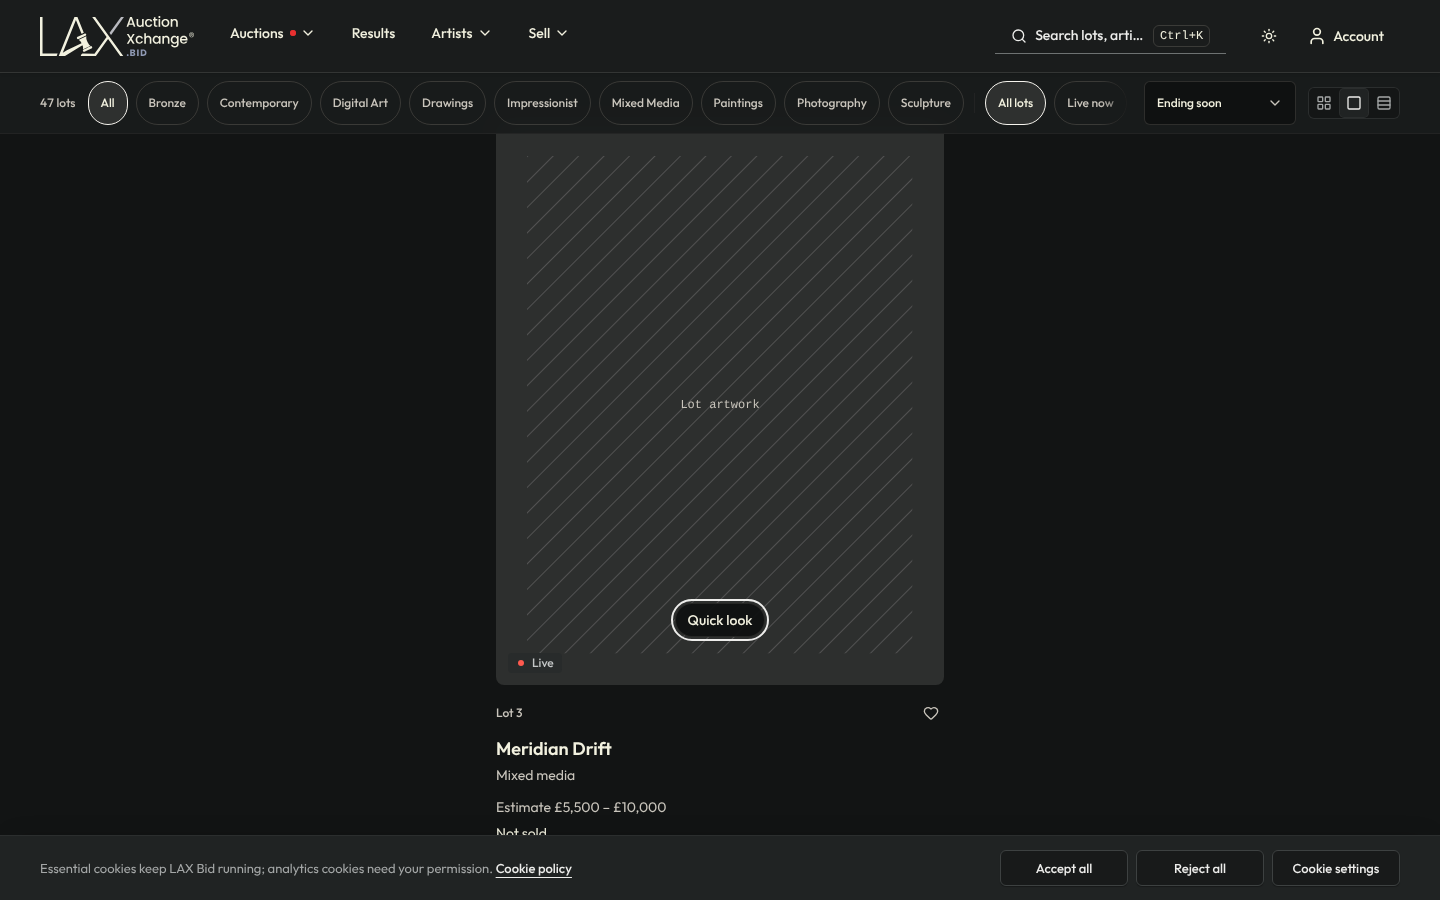 LAX Auction Xchange® .BID
Auctions
Results
Artists
Sell
Search lots, arti...
Ctrl+K
Account
47 lots
All
Bronze
Contemporary
Digital Art
Drawings
Impressionist
Mixed Media
Paintings
Photography
Sculpture
All lots
Live now
Ending soon
Lot artwork
Quick look
Live
Lot 3
Meridian Drift
Mixed media
Estimate £5,500 – £10,000
Not sold
Essential cookies keep LAX Bid running; analytics cookies need your permission. Cookie policy
Accept all
Reject all
Cookie settings